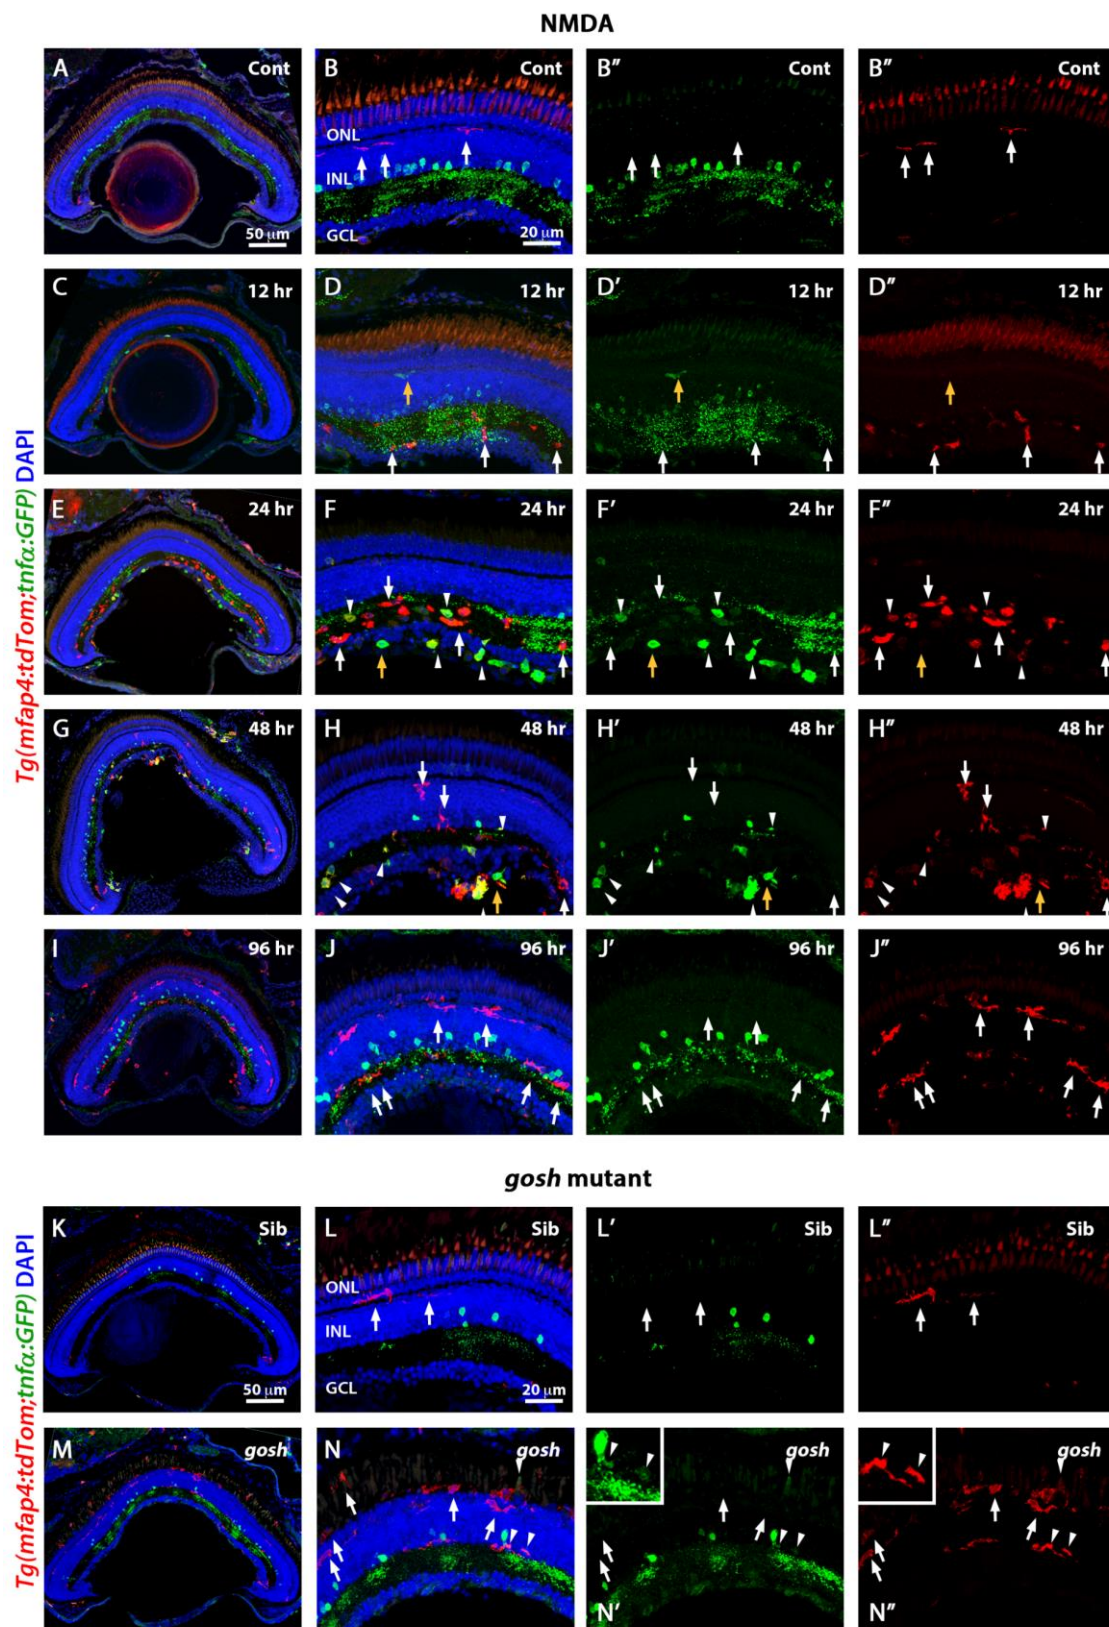 NMDA
A Cont
B Cont
B″ Cont
B″ Cont
ONL
INL
GCL
50 μm
20 μm
C 12 hr
D 12 hr
D′ 12 hr
D″ 12 hr
E 24 hr
F 24 hr
F′ 24 hr
F″ 24 hr
G 48 hr
H 48 hr
H′ 48 hr
H″ 48 hr
I 96 hr
J 96 hr
J′ 96 hr
J″ 96 hr
Tg(mfap4:tdTom;tnfα:GFP) DAPI
gosh mutant
K Sib
L Sib
L′ Sib
L″ Sib
ONL
INL
GCL
50 μm
20 μm
M gosh
N gosh
gosh
gosh
N′
N″
Tg(mfap4:tdTom;tnfα:GFP) DAPI